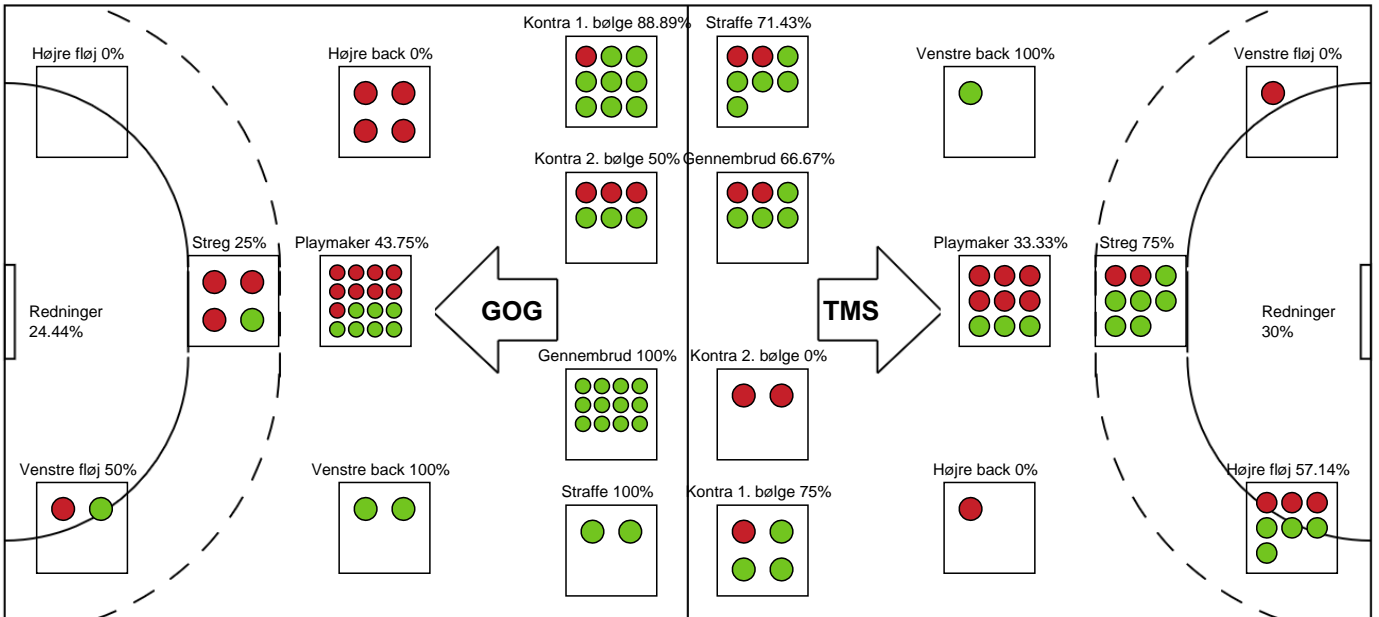 Kontra 1. bølge 88.89%
Straffe 71.43%
Højre fløj 0%
Højre back 0%
Venstre back 100%
Venstre fløj 0%
Kontra 2. bølge 50%
Gennembrud 66.67%
Streg 25%
Playmaker 43.75%
Playmaker 33.33%
Streg 75%
Redninger
24.44%
GOG
TMS
Redninger
30%
Gennembrud 100%
Kontra 2. bølge 0%
Venstre fløj 50%
Venstre back 100%
Højre back 0%
Højre fløj 57.14%
Straffe 100%
Kontra 1. bølge 75%